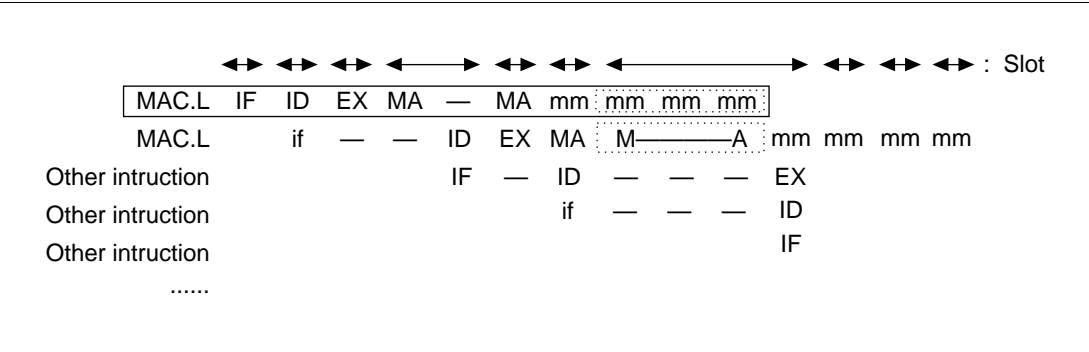 : Slot
MAC.L IF ID EX MA — MA mm mm mm mm
MAC.L if — — ID EX MA M————A mm mm mm mm
Other intruction IF — ID — — — EX
Other intruction if — — — ID
Other intruction IF
......